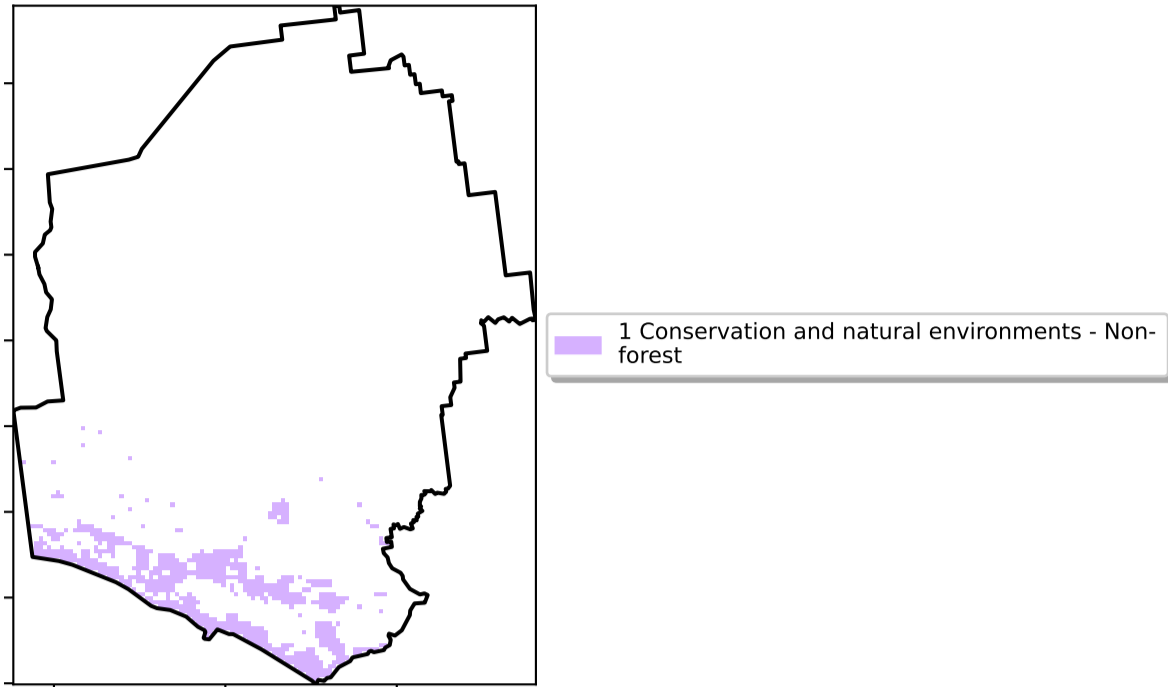 1 Conservation and natural environments - Non-
forest